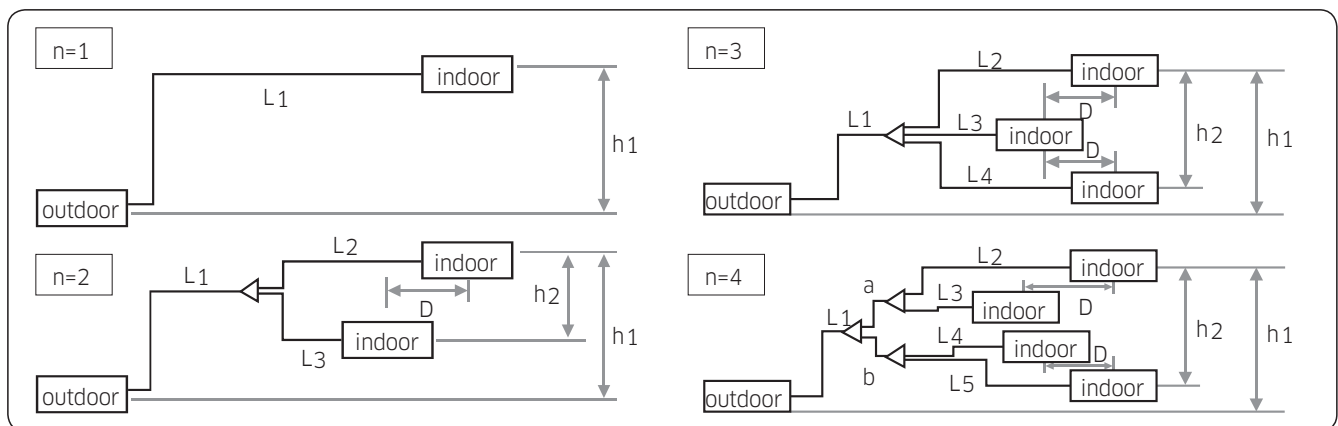 n=1
indoor
L1
h1
outdoor
n=2
L2
indoor
L1
D
h2
h1
indoor
L3
outdoor
n=3
L2
indoor
D
L1
L3
indoor
h2
h1
D
L4
indoor
outdoor
n=4
L2
indoor
a
L3
indoor
D
L1
h2
h1
L4
indoor
D
b
L5
indoor
outdoor